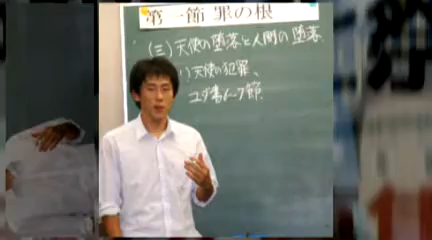 第一節 罪の根
(三)天使の堕落と人間の堕落
1)天使の犯罪、
ユダ書6〜7節